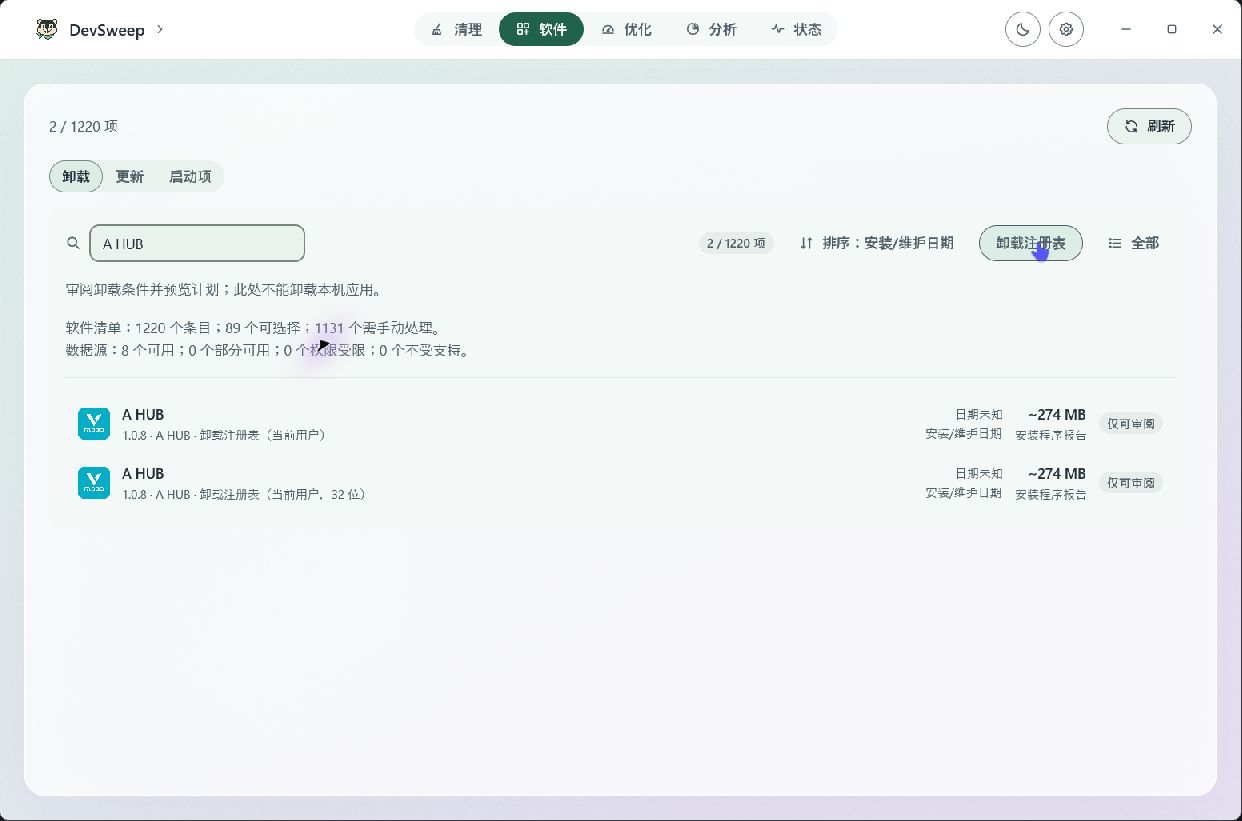 DevSweep
清理
软件
优化
分析
状态
2 / 1220 项
刷新
卸载
更新
启动项
A HUB
2 / 1220 项
排序：安装/维护日期
卸载注册表
全部
审阅卸载条件并预览计划；此处不能卸载本机应用。
软件清单：1220 个条目；89 个可选择；1131 个需手动处理。
数据源：8 个可用；0 个部分可用；0 个权限受限；0 个不受支持。
A HUB
1.0.8 · A HUB · 卸载注册表（当前用户）
日期未知
安装/维护日期
~274 MB
安装程序报告
仅可审阅
A HUB
1.0.8 · A HUB · 卸载注册表（当前用户，32 位）
日期未知
安装/维护日期
~274 MB
安装程序报告
仅可审阅